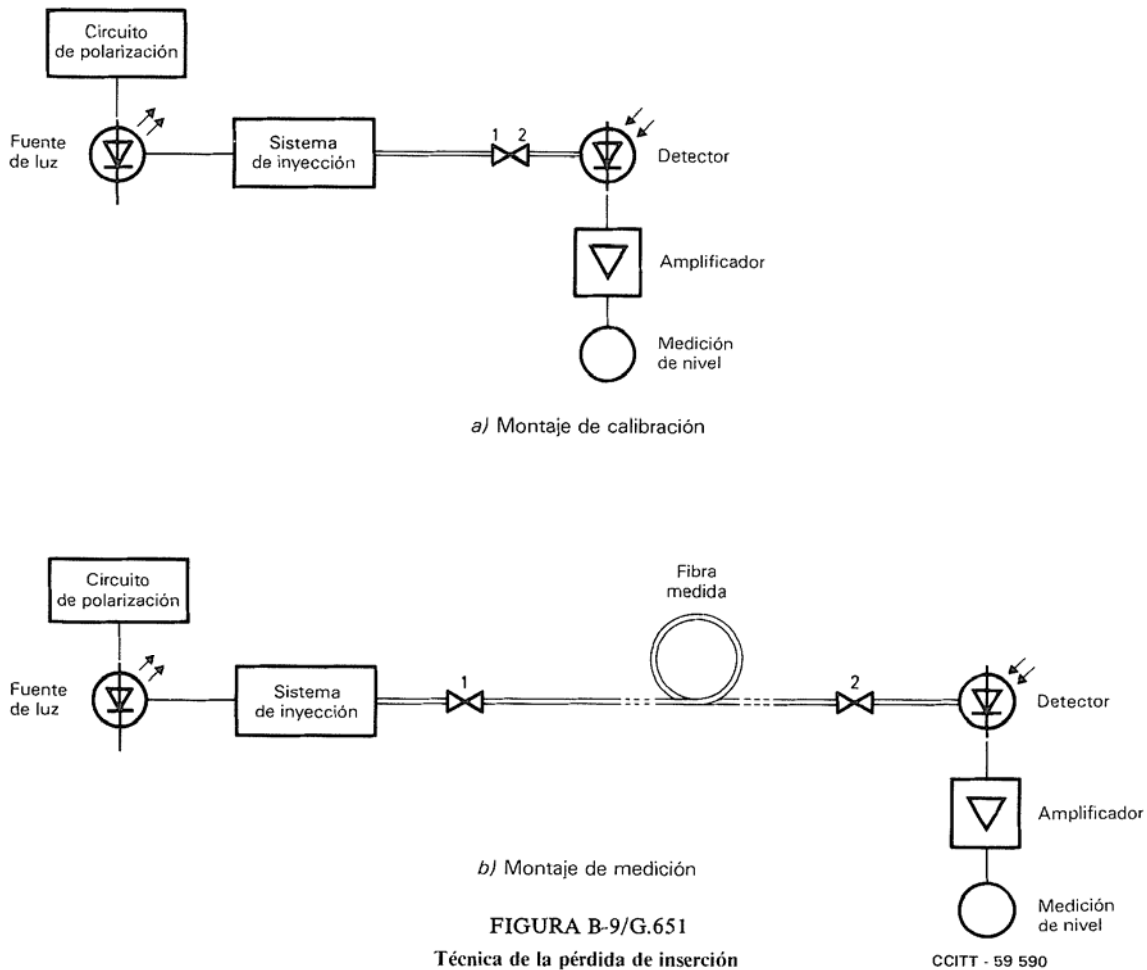 Circuito
de polarización
Fuente
de luz
Sistema
de inyección
1 2
Detector
Amplificador
Medición
de nivel
a) Montaje de calibración
Circuito
de polarización
Fibra
medida
Fuente
de luz
Sistema
de inyección
1
2
Detector
Amplificador
b) Montaje de medición
Medición
de nivel
FIGURA B-9/G.651
Técnica de la pérdida de inserción
CCITT - 59 590